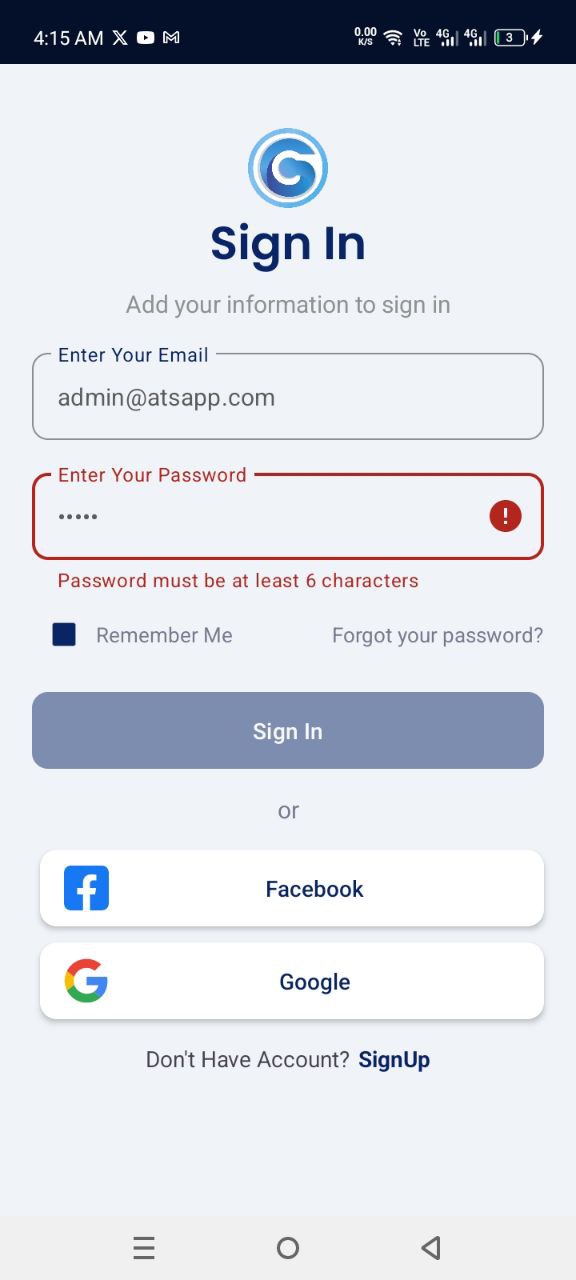 4:15 AM
0.00 K/S
Vo LTE 4G 4G 3
Sign In
Add your information to sign in
Enter Your Email
admin@atsapp.com
Enter Your Password
•••••
Password must be at least 6 characters
Remember Me Forgot your password?
Sign In
or
Facebook
Google
Don't Have Account? SignUp